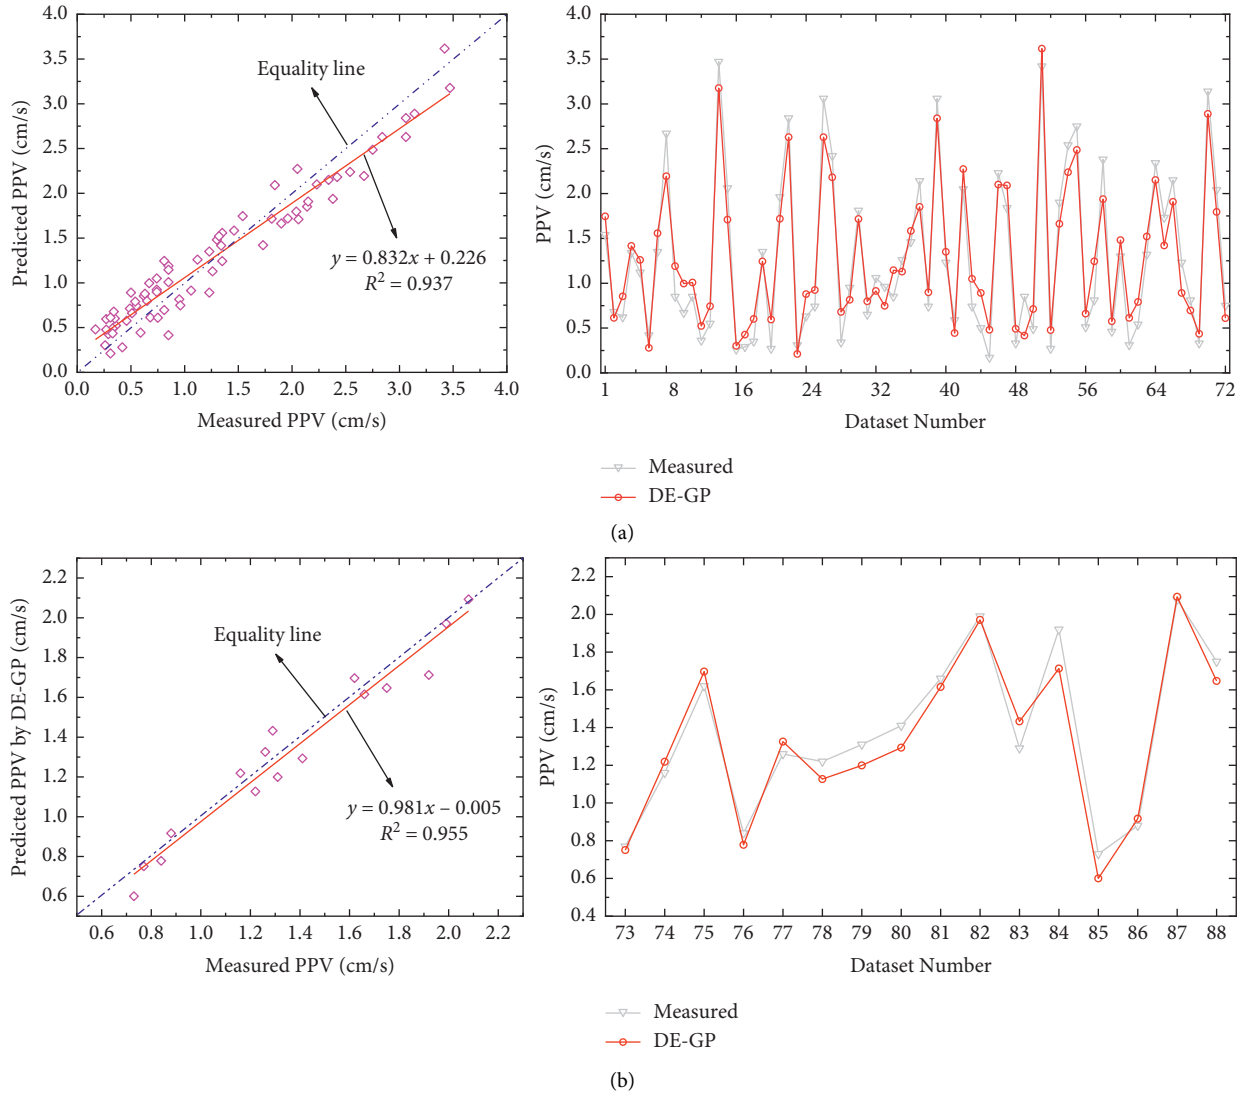 4.0
3.5
3.0
2.5
2.0
1.5
1.0
0.5
0.0
Predicted PPV (cm/s)
Equality line
y = 0.832x + 0.226
R² = 0.937
0.0 0.5 1.0 1.5 2.0 2.5 3.0 3.5 4.0
Measured PPV (cm/s)
4.0
3.5
3.0
2.5
2.0
1.5
1.0
0.5
0.0
PPV (cm/s)
1 8 16 24 32 40 48 56 64 72
Dataset Number
Measured
DE-GP
(a)
2.2
2.0
1.8
1.6
1.4
1.2
1.0
0.8
0.6
Predicted PPV by DE-GP (cm/s)
Equality line
y = 0.981x – 0.005
R² = 0.955
0.6 0.8 1.0 1.2 1.4 1.6 1.8 2.0 2.2
Measured PPV (cm/s)
2.2
2.0
1.8
1.6
1.4
1.2
1.0
0.8
0.6
0.4
PPV (cm/s)
73 74 75 76 77 78 79 80 81 82 83 84 85 86 87 88
Dataset Number
Measured
DE-GP
(b)